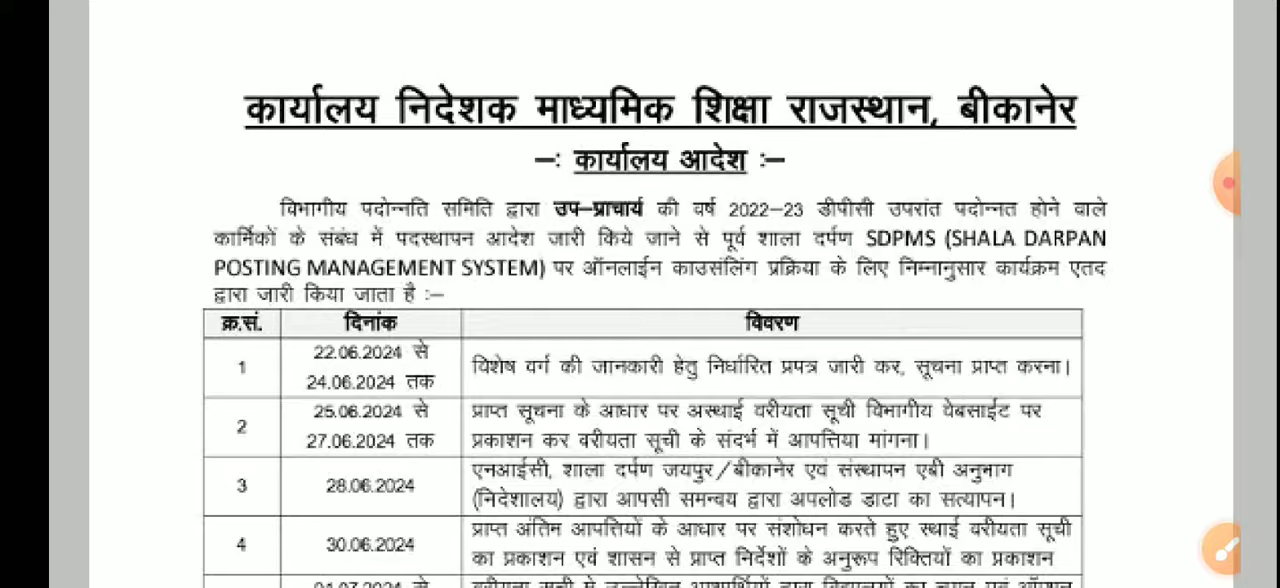 कार्यालय निदेशक माध्यमिक शिक्षा राजस्थान, बीकानेर
–: कार्यालय आदेश :–
विभागीय पदोन्नति समिति द्वारा उप–प्राचार्य की वर्ष 2022–23 डीपीसी उपरांत पदोन्नत होने वाले
कार्मिकों के संबंध में पदस्थापन आदेश जारी किये जाने से पूर्व शाला दर्पण SDPMS (SHALA DARPAN
POSTING MANAGEMENT SYSTEM) पर ऑनलाईन काउसंलिंग प्रक्रिया के लिए निम्नानुसार कार्यक्रम एतद
द्वारा जारी किया जाता है :–
क्र.सं. दिनांक विवरण
1 22.06.2024 से 24.06.2024 तक विशेष वर्ग की जानकारी हेतु निर्धारित प्रपत्र जारी कर, सूचना प्राप्त करना।
2 25.06.2024 से प्राप्त सूचना के आधार पर अस्थाई वरीयता सूची विभागीय वेबसाईट पर
27.06.2024 तक प्रकाशन कर वरीयता सूची के संदर्भ में आपत्तिया मांगना।
3 28.06.2024 एनआईसी, शाला दर्पण जयपुर/बीकानेर एवं संस्थापन एबी अनुभाग
(निदेशालय) द्वारा आपसी समन्वय द्वारा अपलोड डाटा का सत्यापन।
4 30.06.2024 प्राप्त अंतिम आपत्तियों के आधार पर संशोधन करते हुए स्थाई वरीयता सूची
का प्रकाशन एवं शासन से प्राप्त निर्देशों के अनुरूप रिक्तियों का प्रकाशन